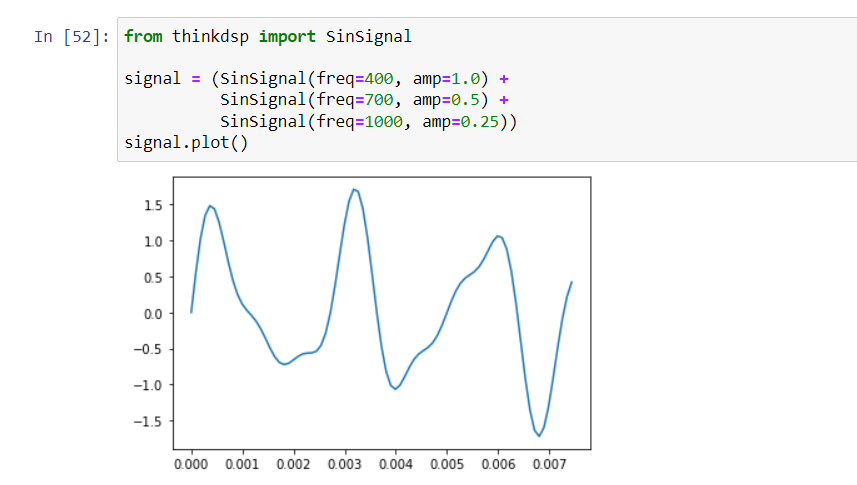 In [52]: from thinkdsp import SinSignal
signal = (SinSignal(freq=400, amp=1.0) +
SinSignal(freq=700, amp=0.5) +
SinSignal(freq=1000, amp=0.25))
signal.plot()
1.5
1.0
0.5
0.0
−0.5
−1.0
−1.5
0.000 0.001 0.002 0.003 0.004 0.005 0.006 0.007